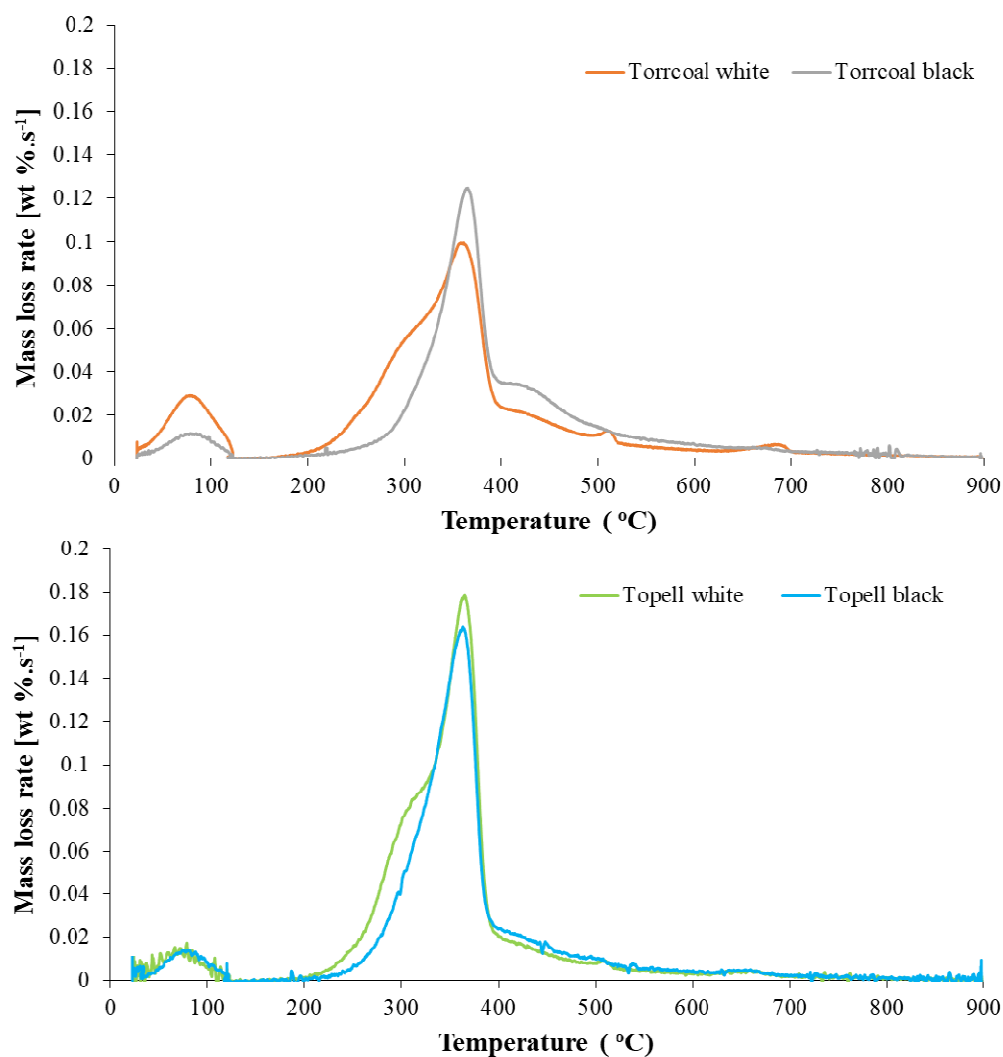 0.2
0.18
0.16
0.14
0.12
0.1
0.08
0.06
0.04
0.02
0
Mass loss rate [wt %.s⁻¹]
Torrcoal white Torrcoal black
0 100 200 300 400 500 600 700 800 900
Temperature ( ºC)
0.2
0.18
0.16
0.14
0.12
0.1
0.08
0.06
0.04
0.02
0
Mass loss rate [wt %.s⁻¹]
Topell white Topell black
0 100 200 300 400 500 600 700 800 900
Temperature ( ºC)